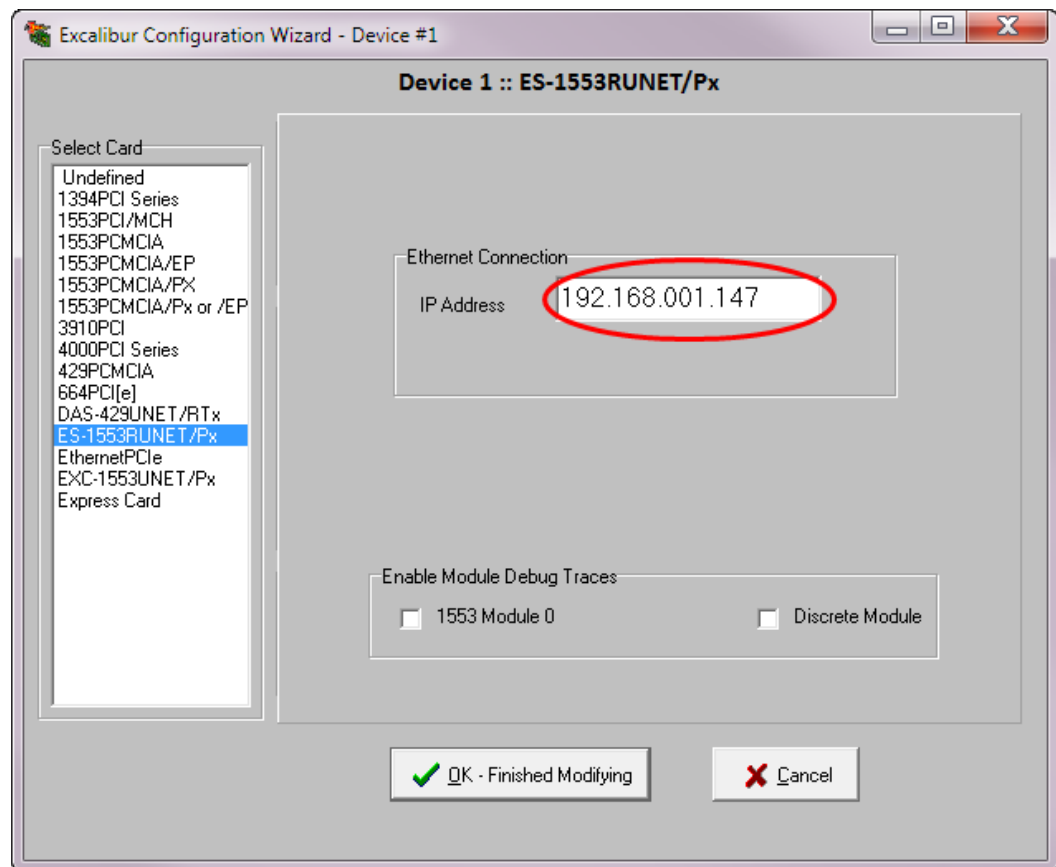 Excalibur Configuration Wizard - Device #1
Device 1 :: ES-1553RUNET/Px
Select Card
Undefined
1394PCI Series
1553PCI/MCH
1553PCMCIA
1553PCMCIA/EP
1553PCMCIA/PX
1553PCMCIA/Px or /EP
3910PCI
4000PCI Series
429PCMCIA
664PCI[e]
DAS-429UNET/RTx
ES-1553RUNET/Px
EthernetPCIe
EXC-1553UNET/Px
Express Card
Ethernet Connection
IP Address 192.168.001.147
Enable Module Debug Traces
1553 Module 0 Discrete Module
OK - Finished Modifying Cancel